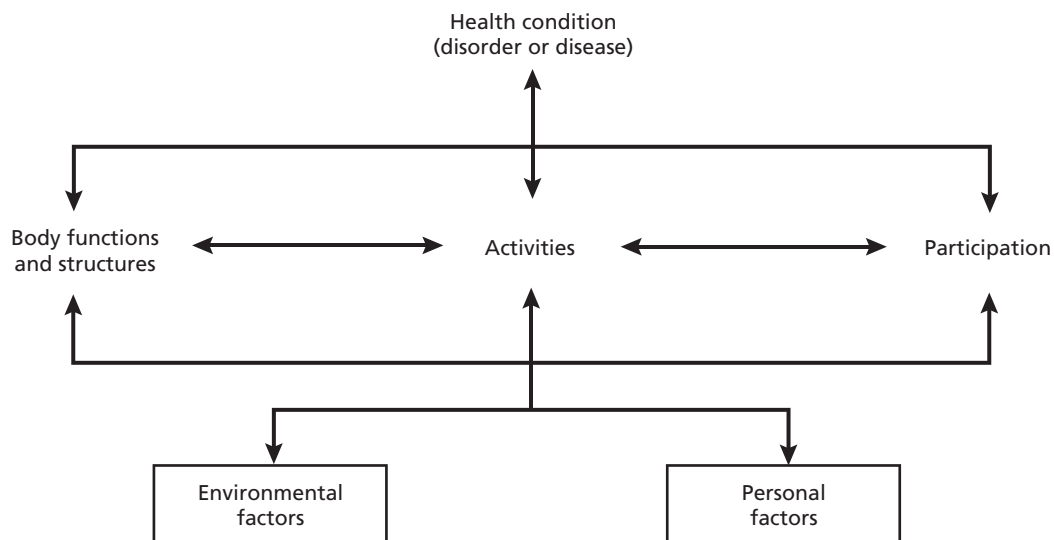 Health condition
(disorder or disease)
Body functions
and structures
Activities
Participation
Environmental
factors
Personal
factors